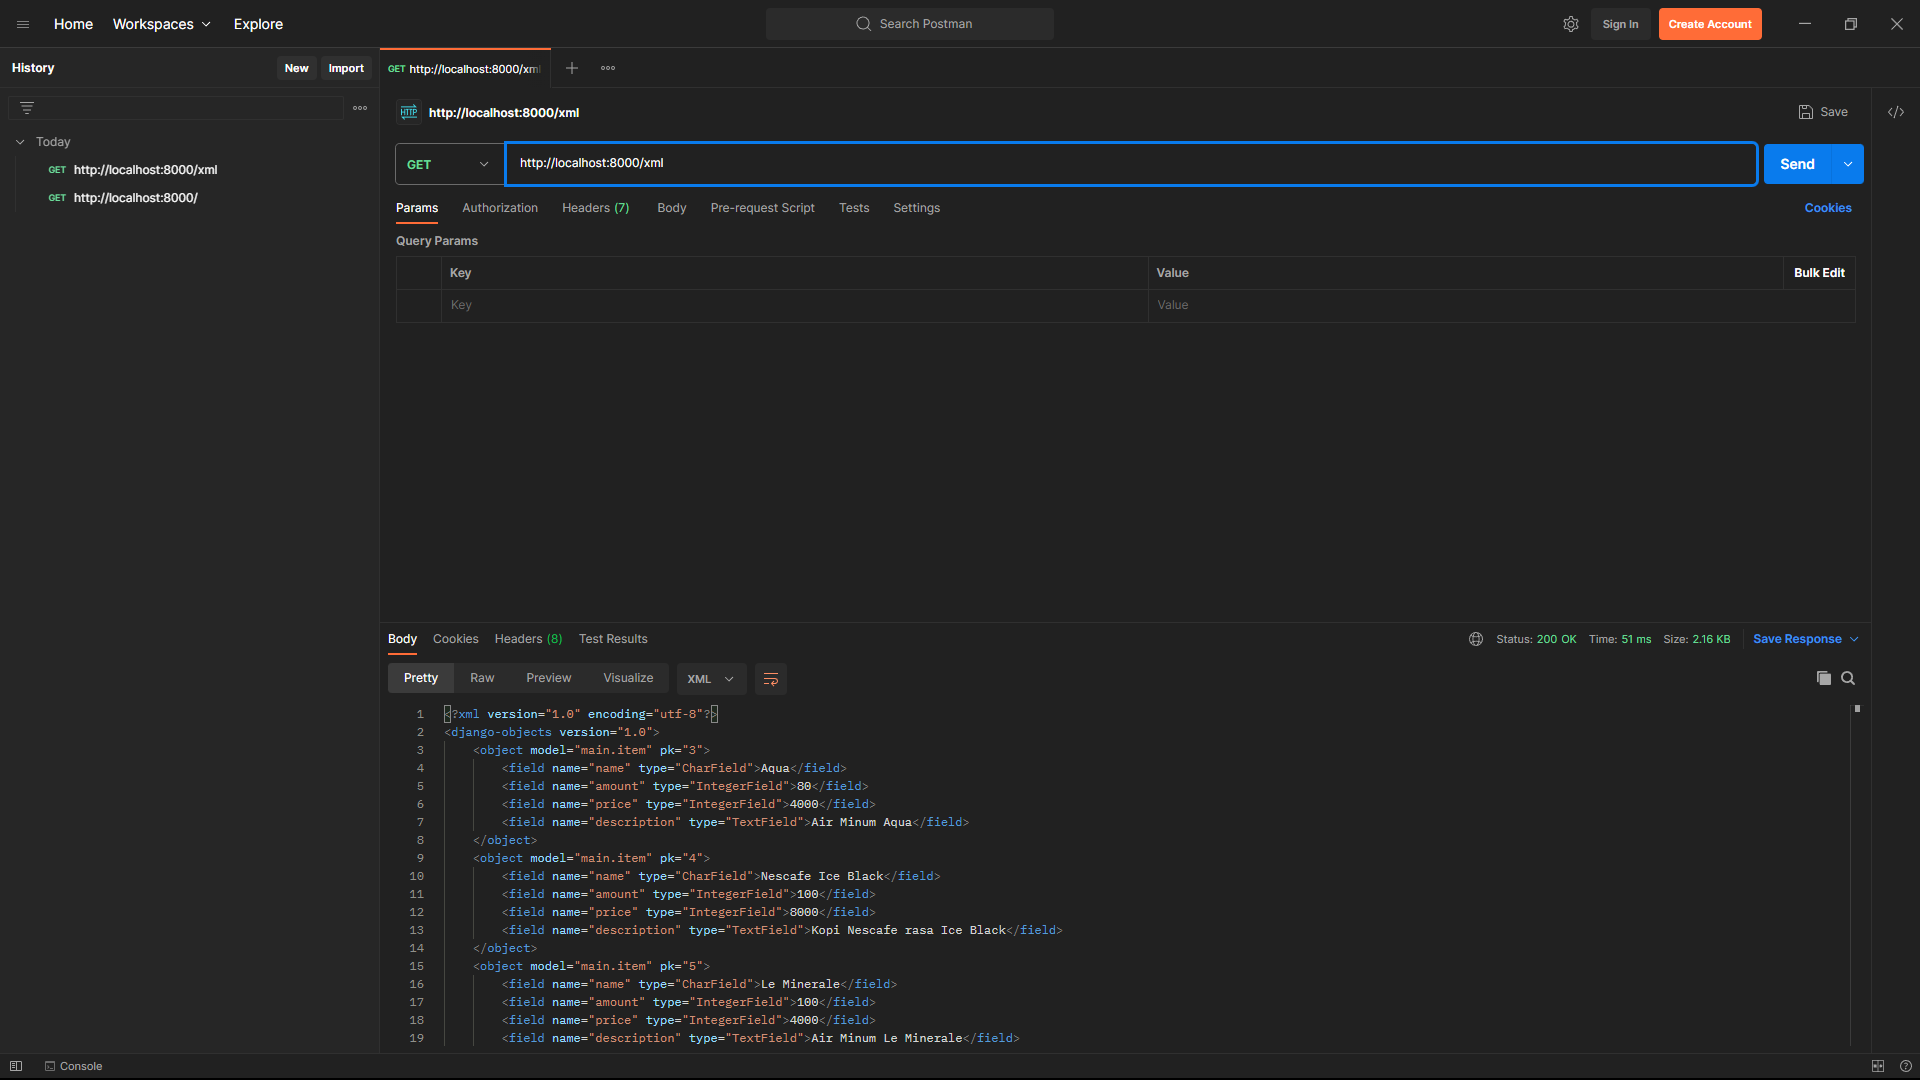 Home Workspaces Explore Search Postman Sign In Create Account
History New Import GET http://localhost:8000/xml
HTTP http://localhost:8000/xml Save
Today
GET http://localhost:8000/xml
GET http://localhost:8000/
GET http://localhost:8000/xml Send
Params Authorization Headers (7) Body Pre-request Script Tests Settings Cookies
Query Params
Key Value Bulk Edit
Key Value
Body Cookies Headers (8) Test Results Status: 200 OK Time: 51 ms Size: 2.16 KB Save Response
Pretty Raw Preview Visualize XML
1 <?xml version="1.0" encoding="utf-8"?>
2 <django-objects version="1.0">
3 <object model="main.item" pk="3">
4 <field name="name" type="CharField">Aqua</field>
5 <field name="amount" type="IntegerField">80</field>
6 <field name="price" type="IntegerField">4000</field>
7 <field name="description" type="TextField">Air Minum Aqua</field>
8 </object>
9 <object model="main.item" pk="4">
10 <field name="name" type="CharField">Nescafe Ice Black</field>
11 <field name="amount" type="IntegerField">100</field>
12 <field name="price" type="IntegerField">8000</field>
13 <field name="description" type="TextField">Kopi Nescafe rasa Ice Black</field>
14 </object>
15 <object model="main.item" pk="5">
16 <field name="name" type="CharField">Le Minerale</field>
17 <field name="amount" type="IntegerField">100</field>
18 <field name="price" type="IntegerField">4000</field>
19 <field name="description" type="TextField">Air Minum Le Minerale</field>
Console